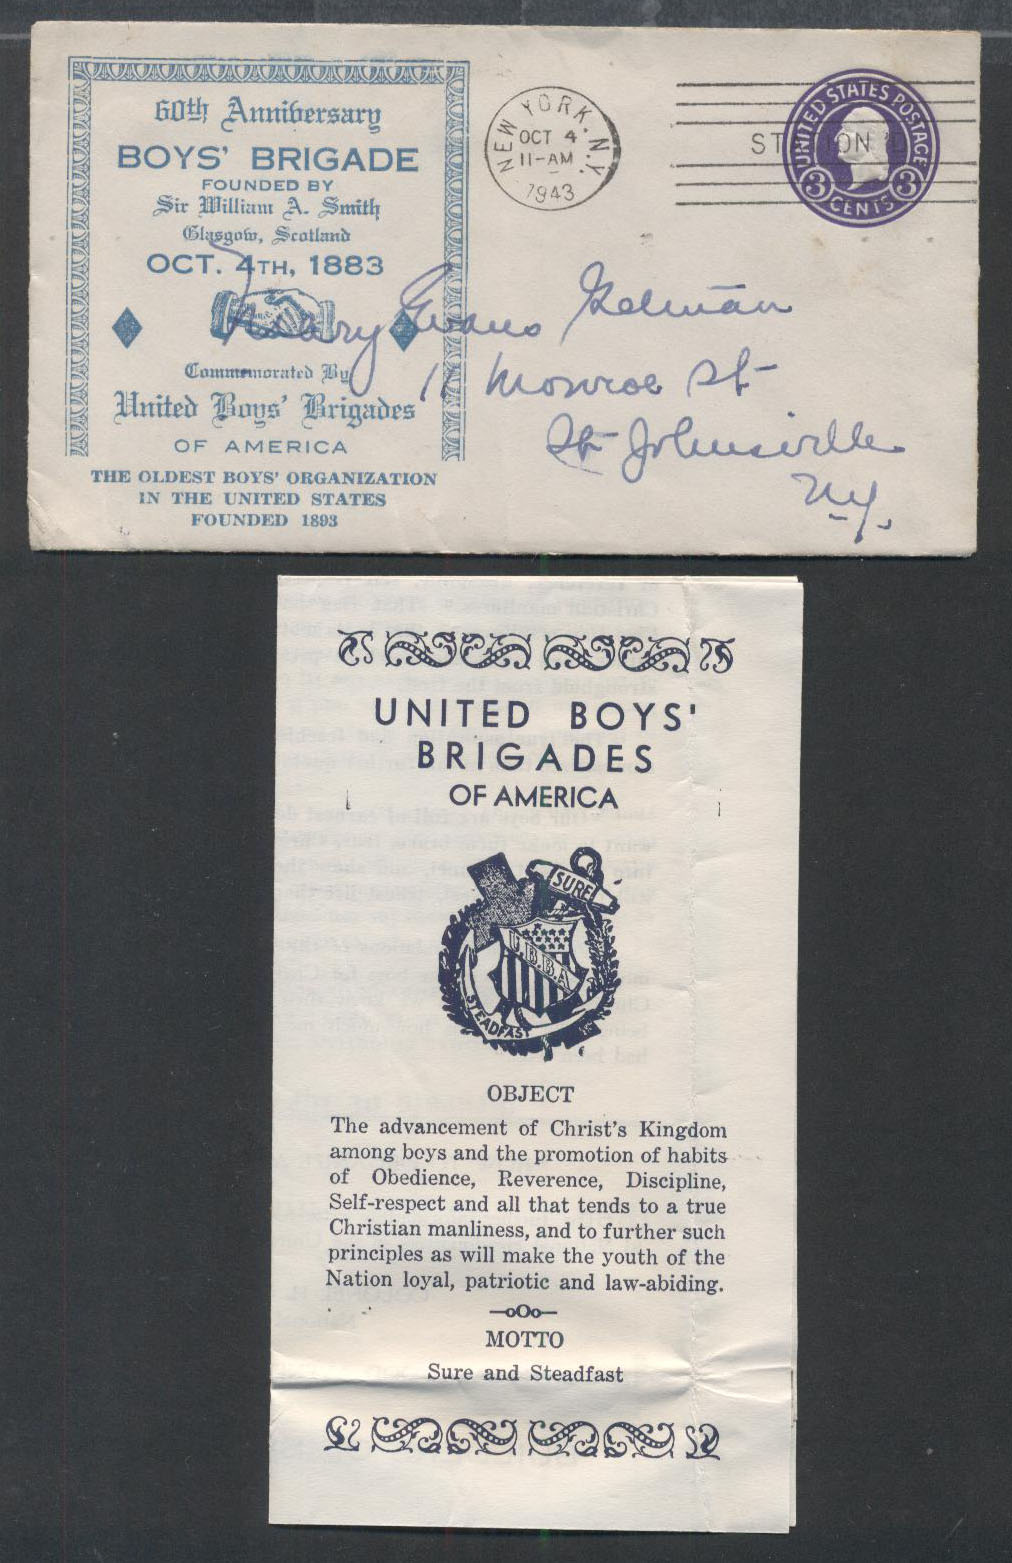 60th Anniversary
BOYS' BRIGADE
FOUNDED BY
Sir William A. Smith
Glasgow, Scotland
OCT. 4TH, 1883
Commemorated By
United Boys' Brigades
OF AMERICA
THE OLDEST BOYS' ORGANIZATION
IN THE UNITED STATES
FOUNDED 1893
NEW YORK, N.Y.
OCT 4
11-AM
1943
UNITED STATES POSTAGE
3 CENTS 3
Evans
11 Monroe St
St Johnsville
N.Y.
UNITED BOYS'
BRIGADES
OF AMERICA
SURE
U.B.B.A
STEADFAST
OBJECT
The advancement of Christ's Kingdom
among boys and the promotion of habits
of Obedience, Reverence, Discipline,
Self-respect and all that tends to a true
Christian manliness, and to further such
principles as will make the youth of the
Nation loyal, patriotic and law-abiding.
—oOo—
MOTTO
Sure and Steadfast